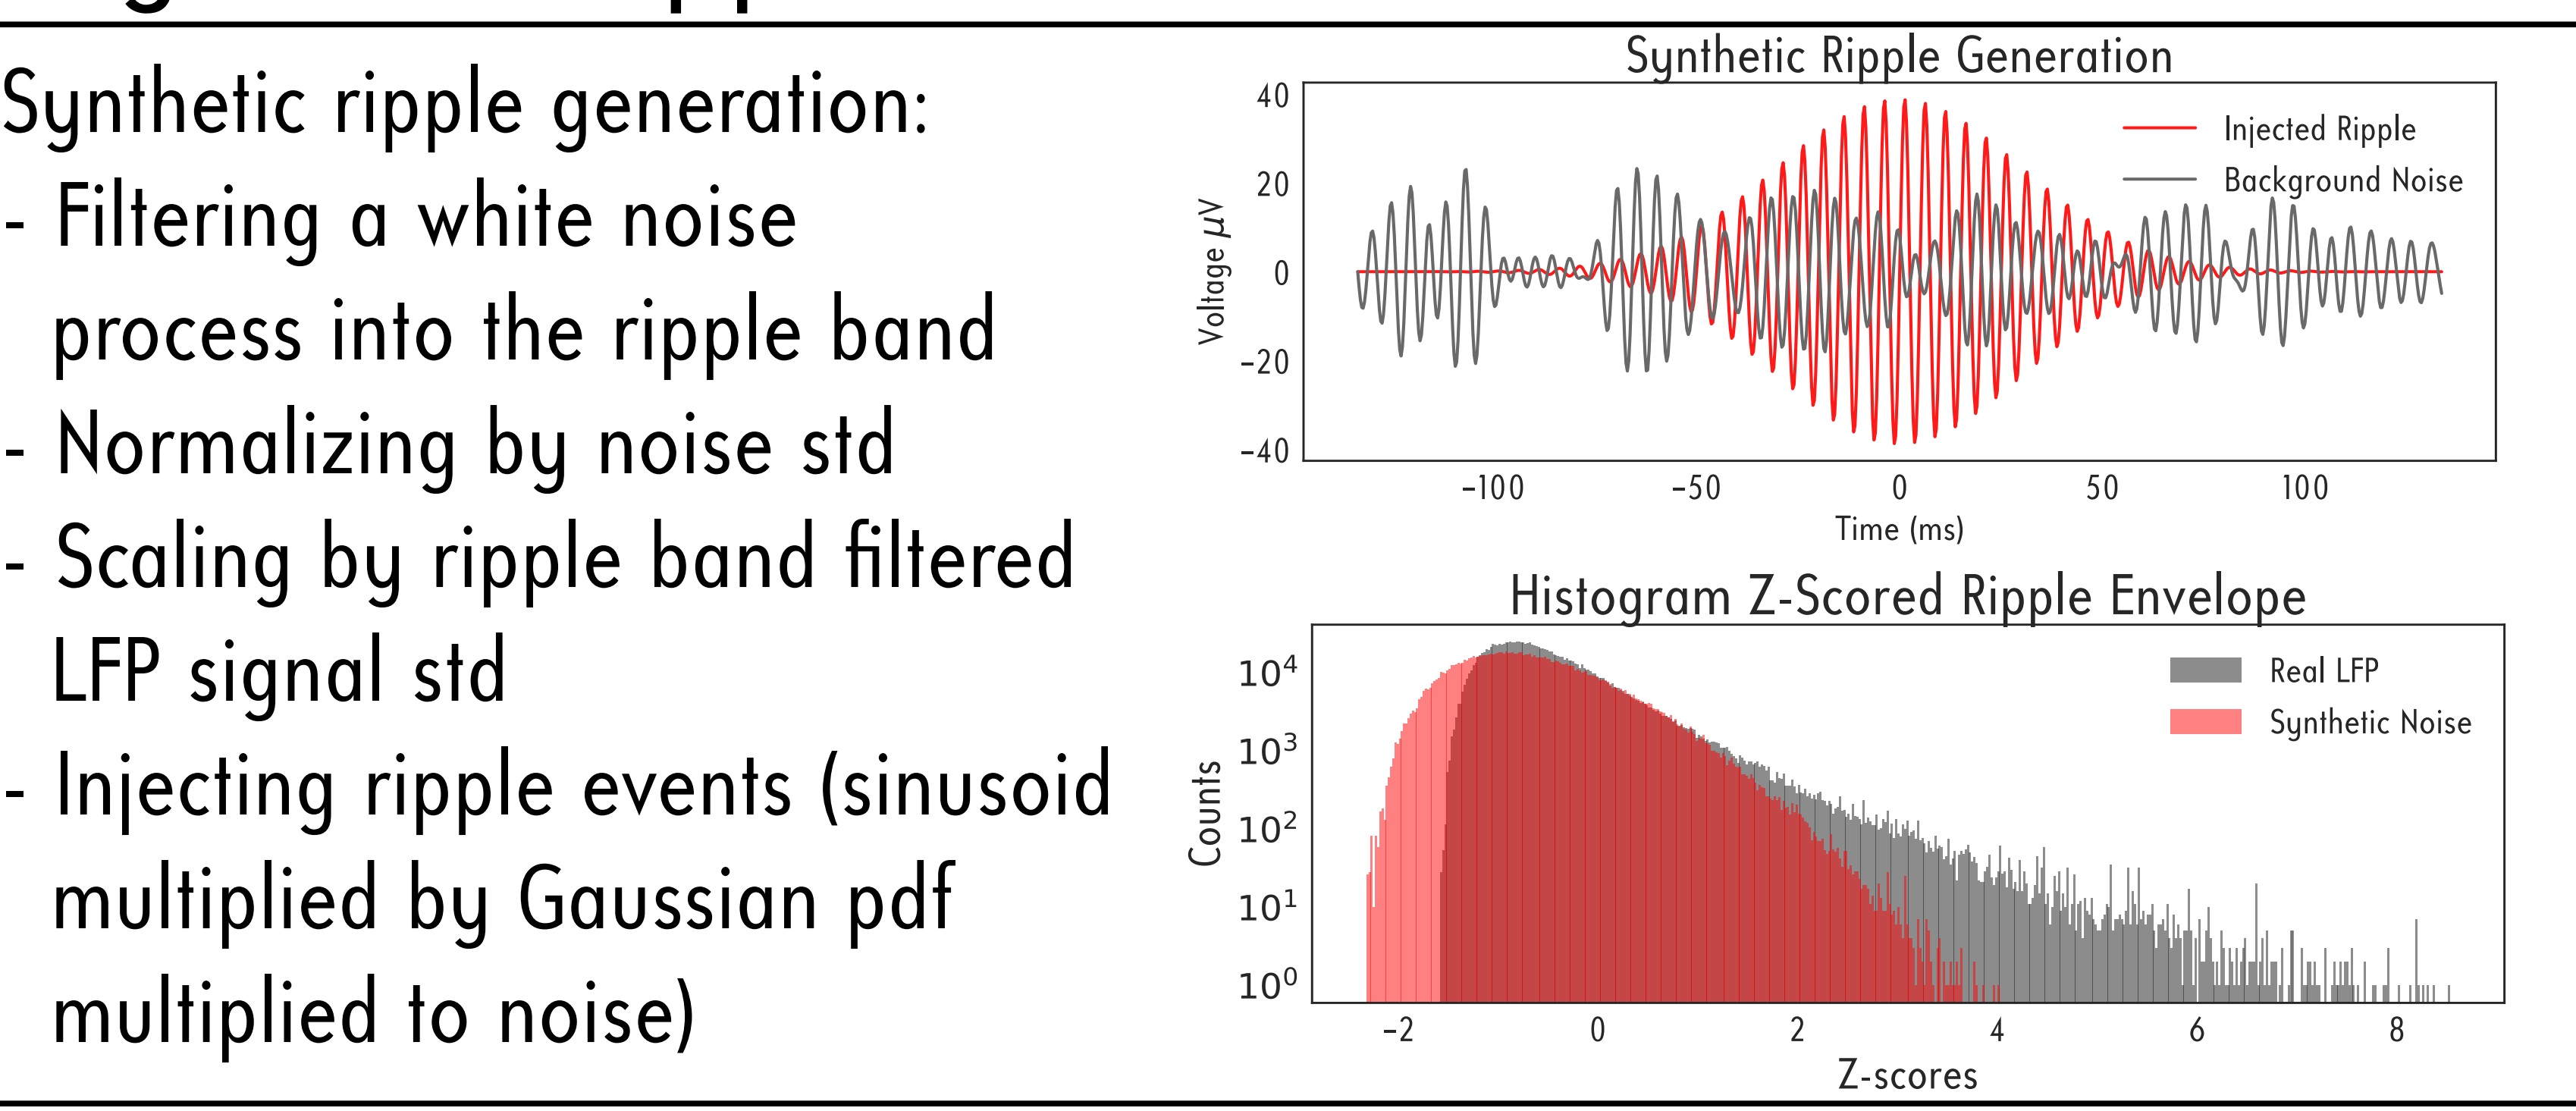 Synthetic ripple generation:
- Filtering a white noise
process into the ripple band
- Normalizing by noise std
- Scaling by ripple band filtered
LFP signal std
- Injecting ripple events (sinusoid
multiplied by Gaussian pdf
multiplied to noise)
Synthetic Ripple Generation
40
20
0
−20
−40
Voltage μV
Injected Ripple
Background Noise
−100 −50 0 50 100
Time (ms)
Histogram Z-Scored Ripple Envelope
10⁴
10³
10²
10¹
10⁰
Counts
Real LFP
Synthetic Noise
−2 0 2 4 6 8
Z-scores